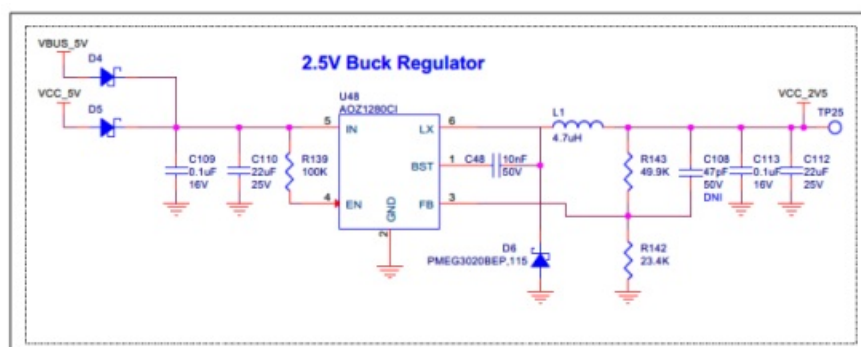 VBUS_5V
D4
2.5V Buck Regulator
VCC_5V
D5
U48
AOZ1280CI
VCC_2V5
TP25
L1
4.7uH
5
IN
LX
6
C109
0.1uF
16V
C110
22uF
25V
R139
100K
BST
1
C48
10nF
50V
R143
49.9K
C108
47pF
50V
DNI
C113
0.1uF
16V
C112
22uF
25V
4
EN
GND
2
FB
3
D6
PMEG3020BEP,115
R142
23.4K